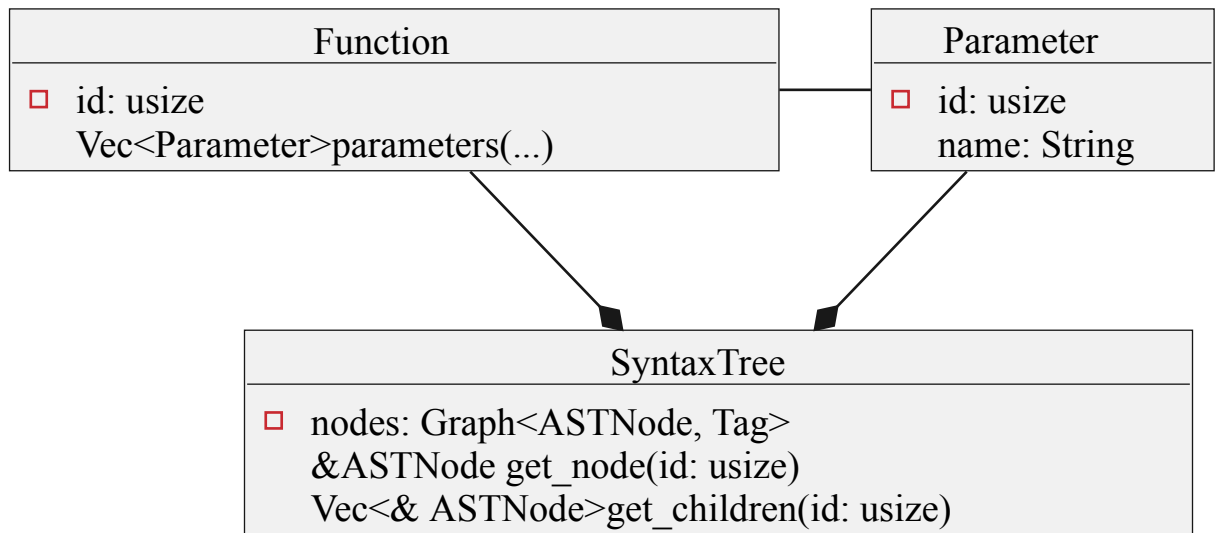 Function
id: usize
Vec<Parameter>parameters(...)
Parameter
id: usize
name: String
SyntaxTree
nodes: Graph<ASTNode, Tag>
&ASTNode get_node(id: usize)
Vec<& ASTNode>get_children(id: usize)